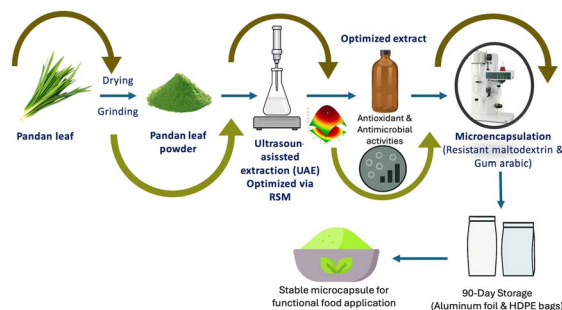 Pandan leaf
Drying
Grinding
Pandan leaf
powder
Ultrasoun-
asissted
extraction (UAE)
Optimized via
RSM
Optimized extract
Antioxidant &
Antimicrobial
activities
Microencapsulation
(Resistant maltodextrin &
Gum arabic)
90-Day Storage
(Aluminum foil & HDPE bags)
Stable microcapsule for
functional food application